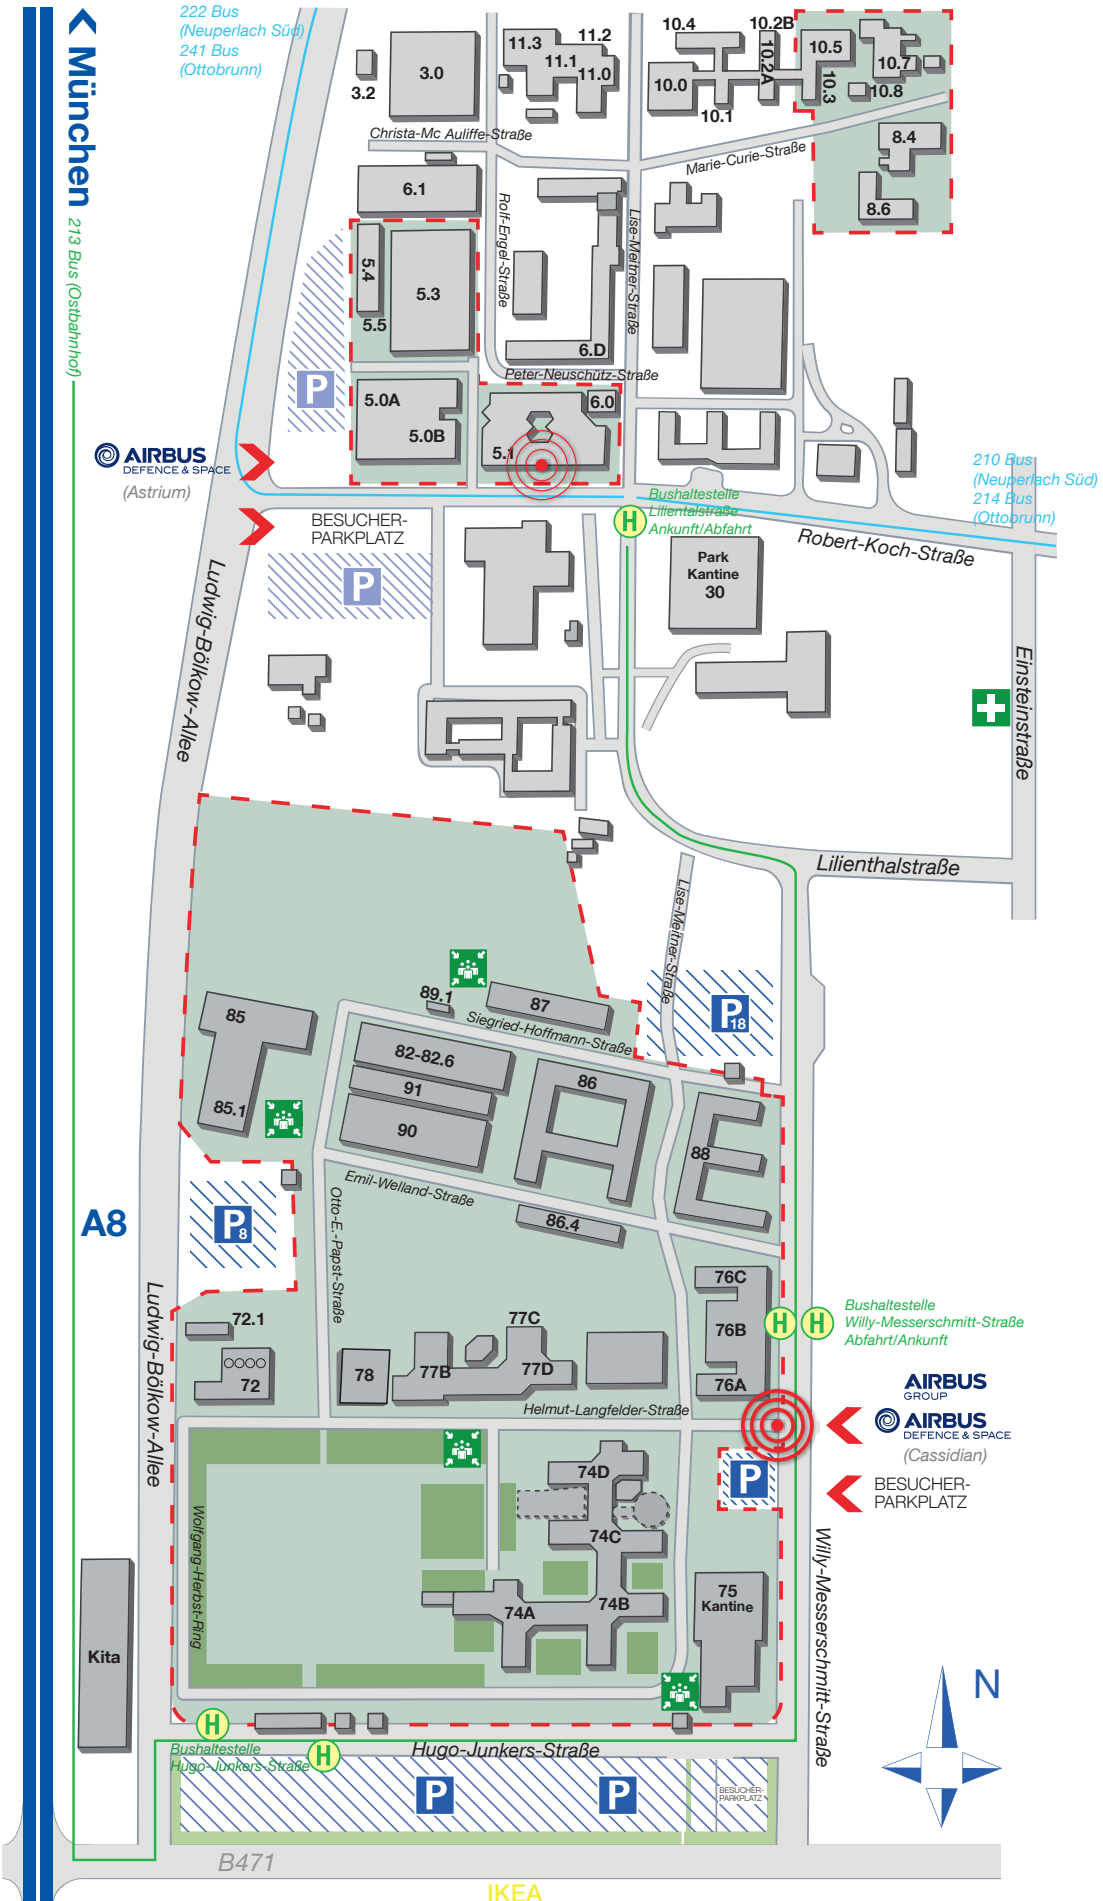 222 Bus
(Neuperlach Süd)
241 Bus
(Ottobrunn)
München
213 Bus (Ostbahnhof)
3.2
3.0
11.3
11.2
11.1
11.0
10.4
10.2B
10.2A
10.5
10.7
10.0
10.3
10.8
10.1
Christa-Mc Auliffe-Straße
Marie-Curie-Straße
8.4
6.1
8.6
Rolf-Engel-Straße
Lise-Meitner-Straße
5.4
5.3
5.5
6.D
Peter-Neuschütz-Straße
P
5.0A
5.0B
6.0
5.1
AIRBUS
DEFENCE & SPACE
(Astrium)
BESUCHER-
PARKPLATZ
P
H
Bushaltestelle
Lilientalstraße
Ankunft/Abfahrt
210 Bus
(Neuperlach Süd)
214 Bus
(Ottobrunn)
Robert-Koch-Straße
Park
Kantine
30
Ludwig-Bölkow-Allee
Einsteinstraße
Lilienthalstraße
Lise-Meitner-Straße
P18
89.1
87
85
Siegried-Hoffmann-Straße
82-82.6
91
86
90
85.1
88
Emil-Welland-Straße
86.4
Otto-E.-Papst-Straße
P8
A8
76C
76B
76A
H
H
Bushaltestelle
Willy-Messerschmitt-Straße
Abfahrt/Ankunft
72.1
72
77C
77B
77D
78
Helmut-Langfelder-Straße
Ludwig-Bölkow-Allee
AIRBUS
GROUP
AIRBUS
DEFENCE & SPACE
(Cassidian)
P
BESUCHER-
PARKPLATZ
74D
74C
74A
74B
75
Kantine
Wolfgang-Herbst-Ring
Willy-Messerschmitt-Straße
Kita
N
H
Bushaltestelle
Hugo-Junkers-Straße
H
Hugo-Junkers-Straße
P
P
BESUCHER-
PARKPLATZ
B471
IKEA